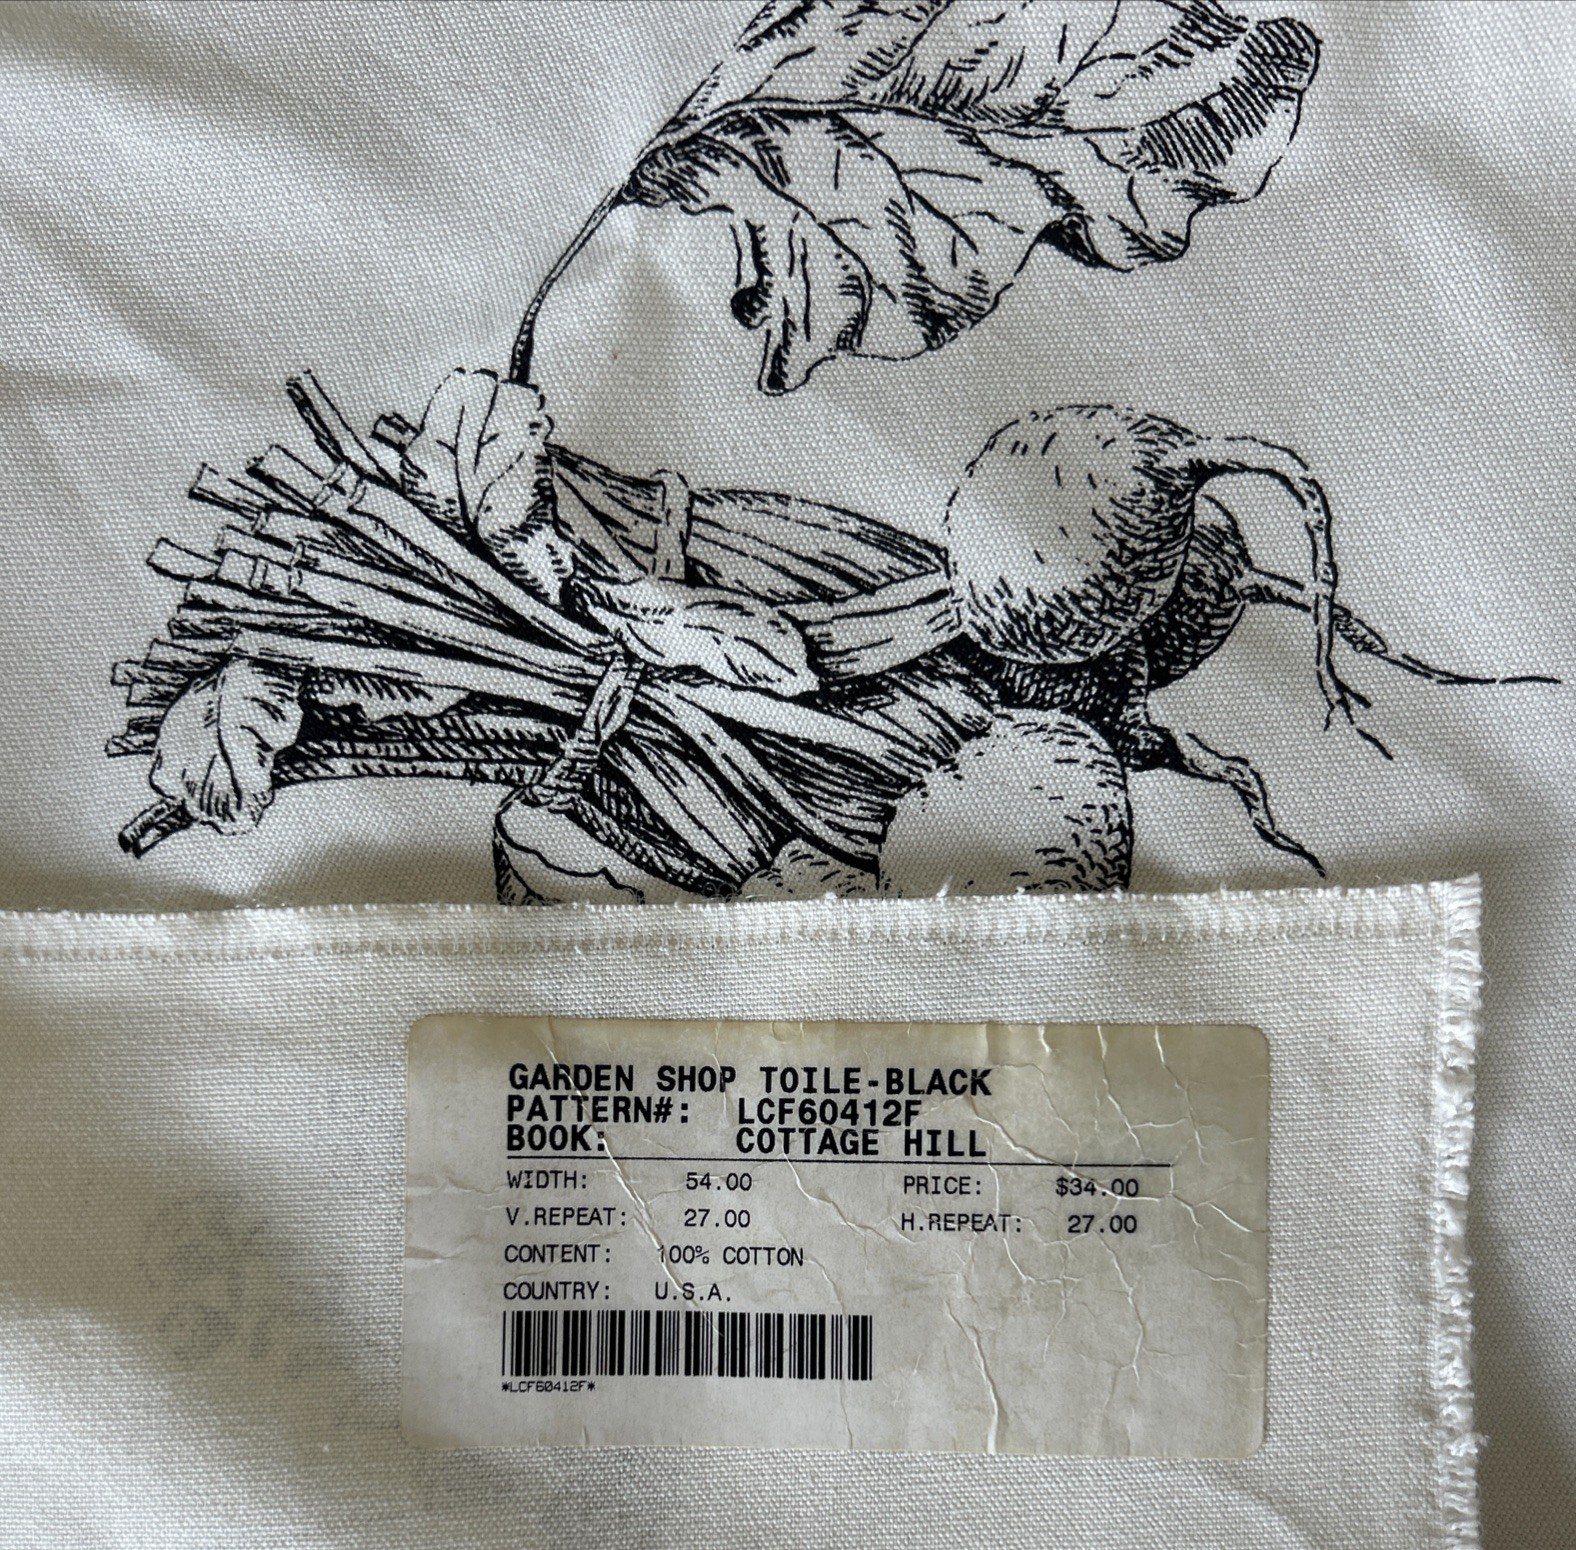 GARDEN SHOP TOILE-BLACK
PATTERN#: LCF60412F
BOOK: COTTAGE HILL
WIDTH: 54.00 PRICE: $34.00
V.REPEAT: 27.00 H.REPEAT: 27.00
CONTENT: 100% COTTON
COUNTRY: U.S.A.
*LCF60412F*